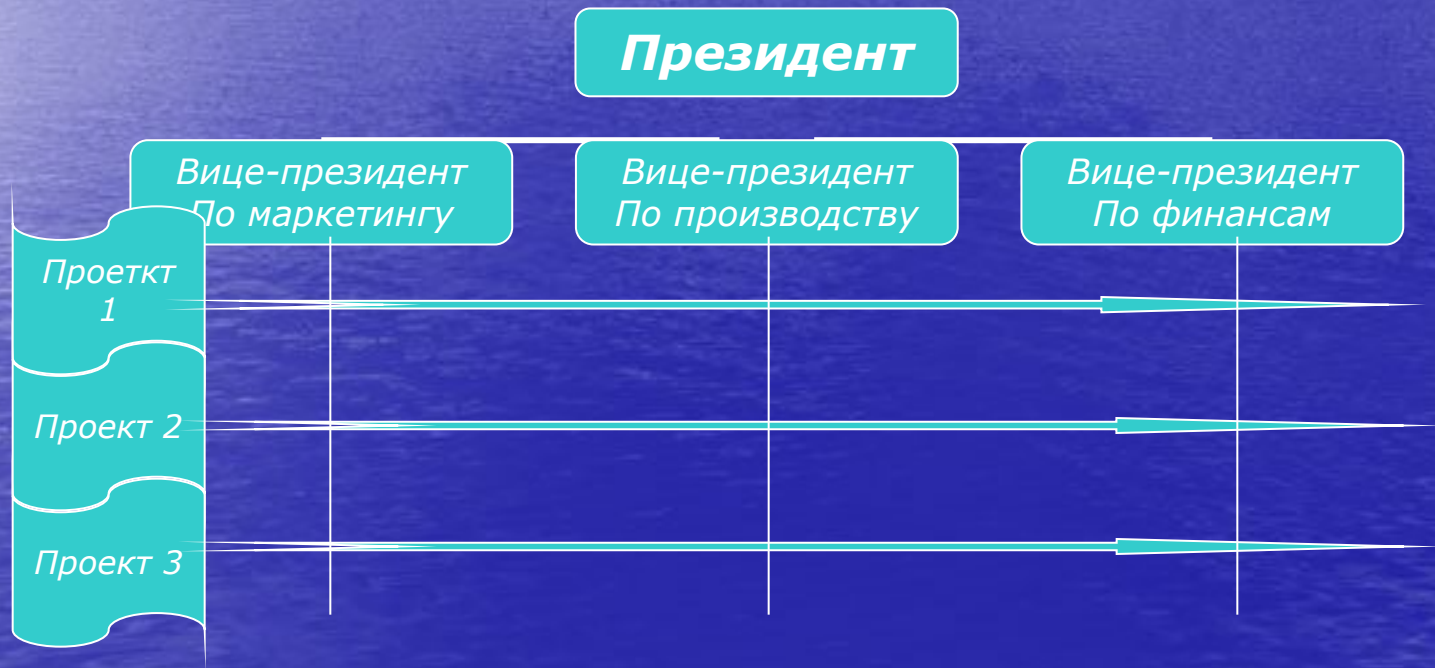 Президент
Вице-президент
По маркетингу
Вице-президент
По производству
Вице-президент
По финансам
Проеткт
1
Проект 2
Проект 3